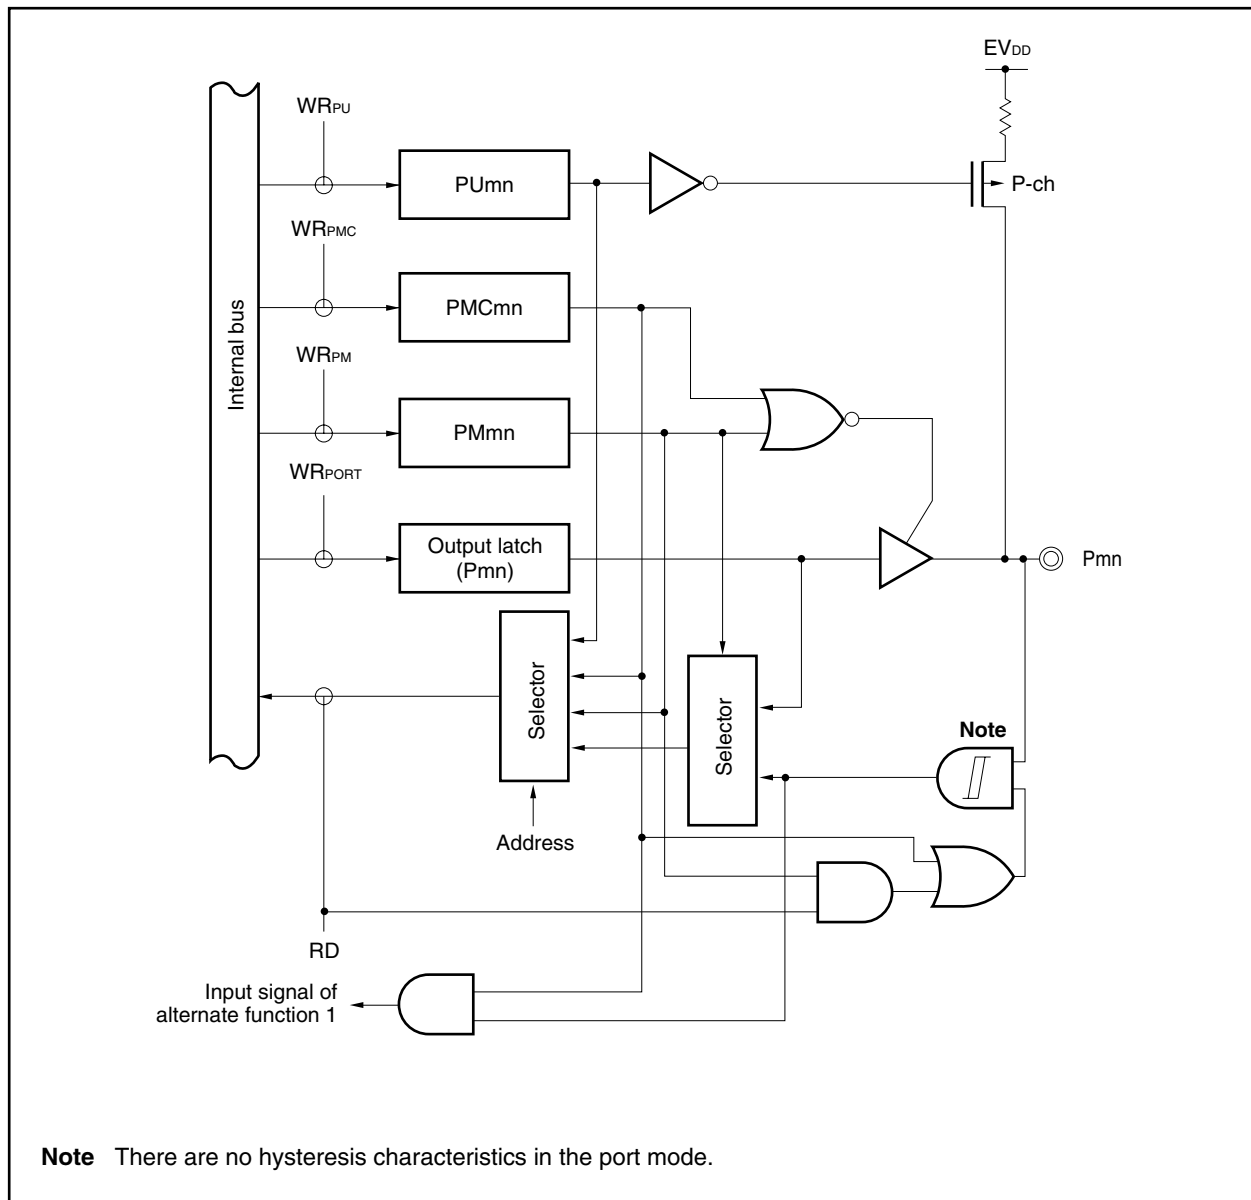 EVDD
WRPU
PUmn
P-ch
WRPMC
PMCmn
Internal bus
WRPM
PMmn
WRPORT
Output latch
(Pmn)
Pmn
Selector
Selector
Note
Address
RD
Input signal of
alternate function 1
Note There are no hysteresis characteristics in the port mode.